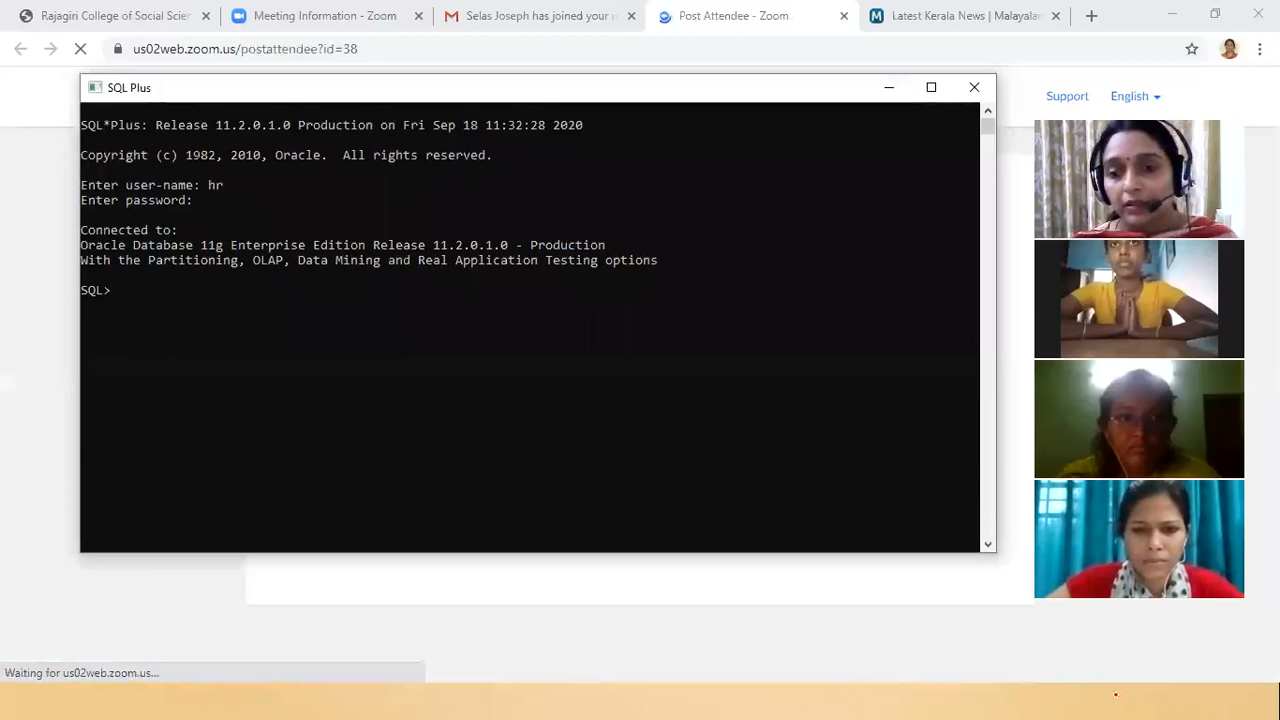 Rajagiri College of Social Scien
Meeting Information - Zoom
Selas Joseph has joined your m
Post Attendee - Zoom
Latest Kerala News | Malayalam
us02web.zoom.us/postattendee?id=38
SQL Plus
Support
English
SQL*Plus: Release 11.2.0.1.0 Production on Fri Sep 18 11:32:28 2020
Copyright (c) 1982, 2010, Oracle. All rights reserved.
Enter user-name: hr
Enter password:
Connected to:
Oracle Database 11g Enterprise Edition Release 11.2.0.1.0 - Production
With the Partitioning, OLAP, Data Mining and Real Application Testing options
SQL>
Waiting for us02web.zoom.us...